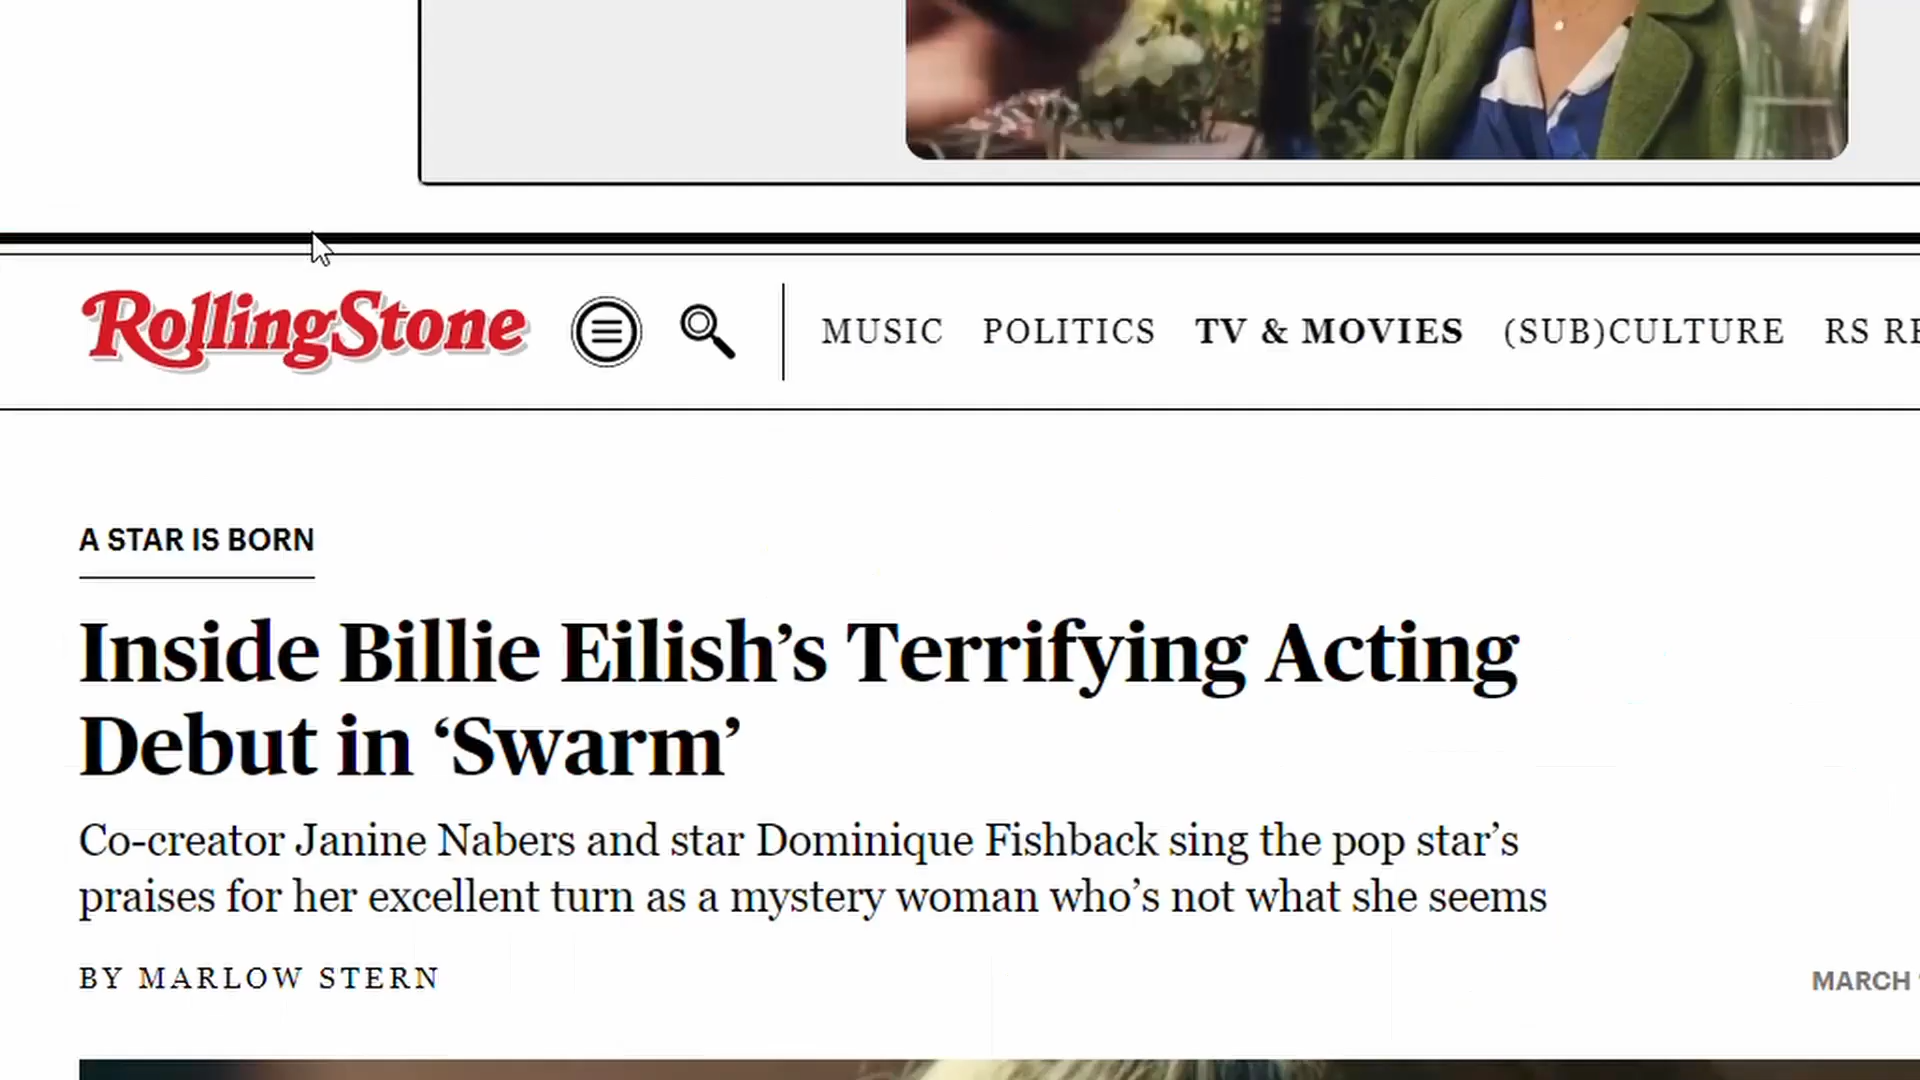 RollingStone
MUSIC POLITICS TV & MOVIES (SUB)CULTURE RS RE
A STAR IS BORN
Inside Billie Eilish’s Terrifying Acting
Debut in ‘Swarm’
Co-creator Janine Nabers and star Dominique Fishback sing the pop star’s
praises for her excellent turn as a mystery woman who’s not what she seems
BY MARLOW STERN
MARCH